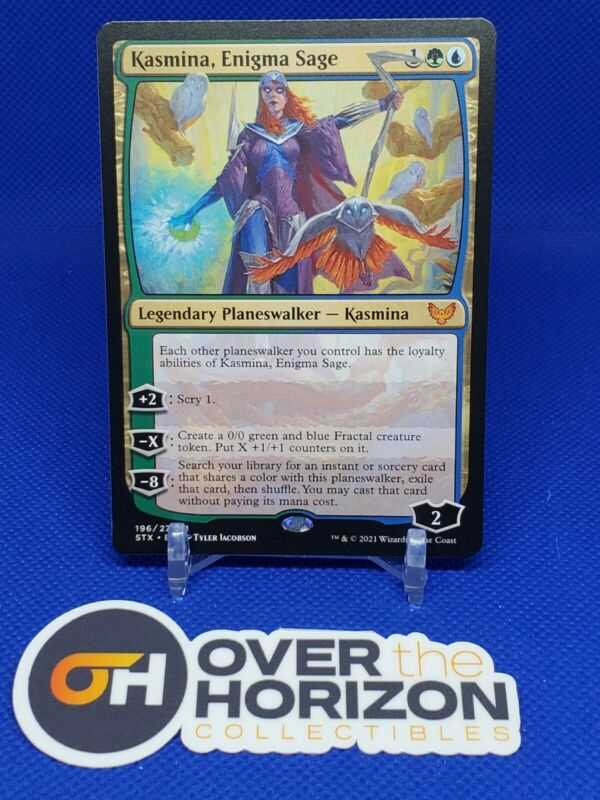 Kasmina, Enigma Sage 1
Legendary Planeswalker — Kasmina
Each other planeswalker you control has the loyalty
abilities of Kasmina, Enigma Sage.
+2: Scry 1.
−X: Create a 0/0 green and blue Fractal creature
token. Put X +1/+1 counters on it.
Search your library for an instant or sorcery card
−8: that shares a color with this planeswalker, exile
that card, then shuffle. You may cast that card
without paying its mana cost.
2
196/27
STX • TYLER JACOBSON ™ & © 2021 Wizards the Coast
OH
OVER the
HORIZON
COLLECTIBLES